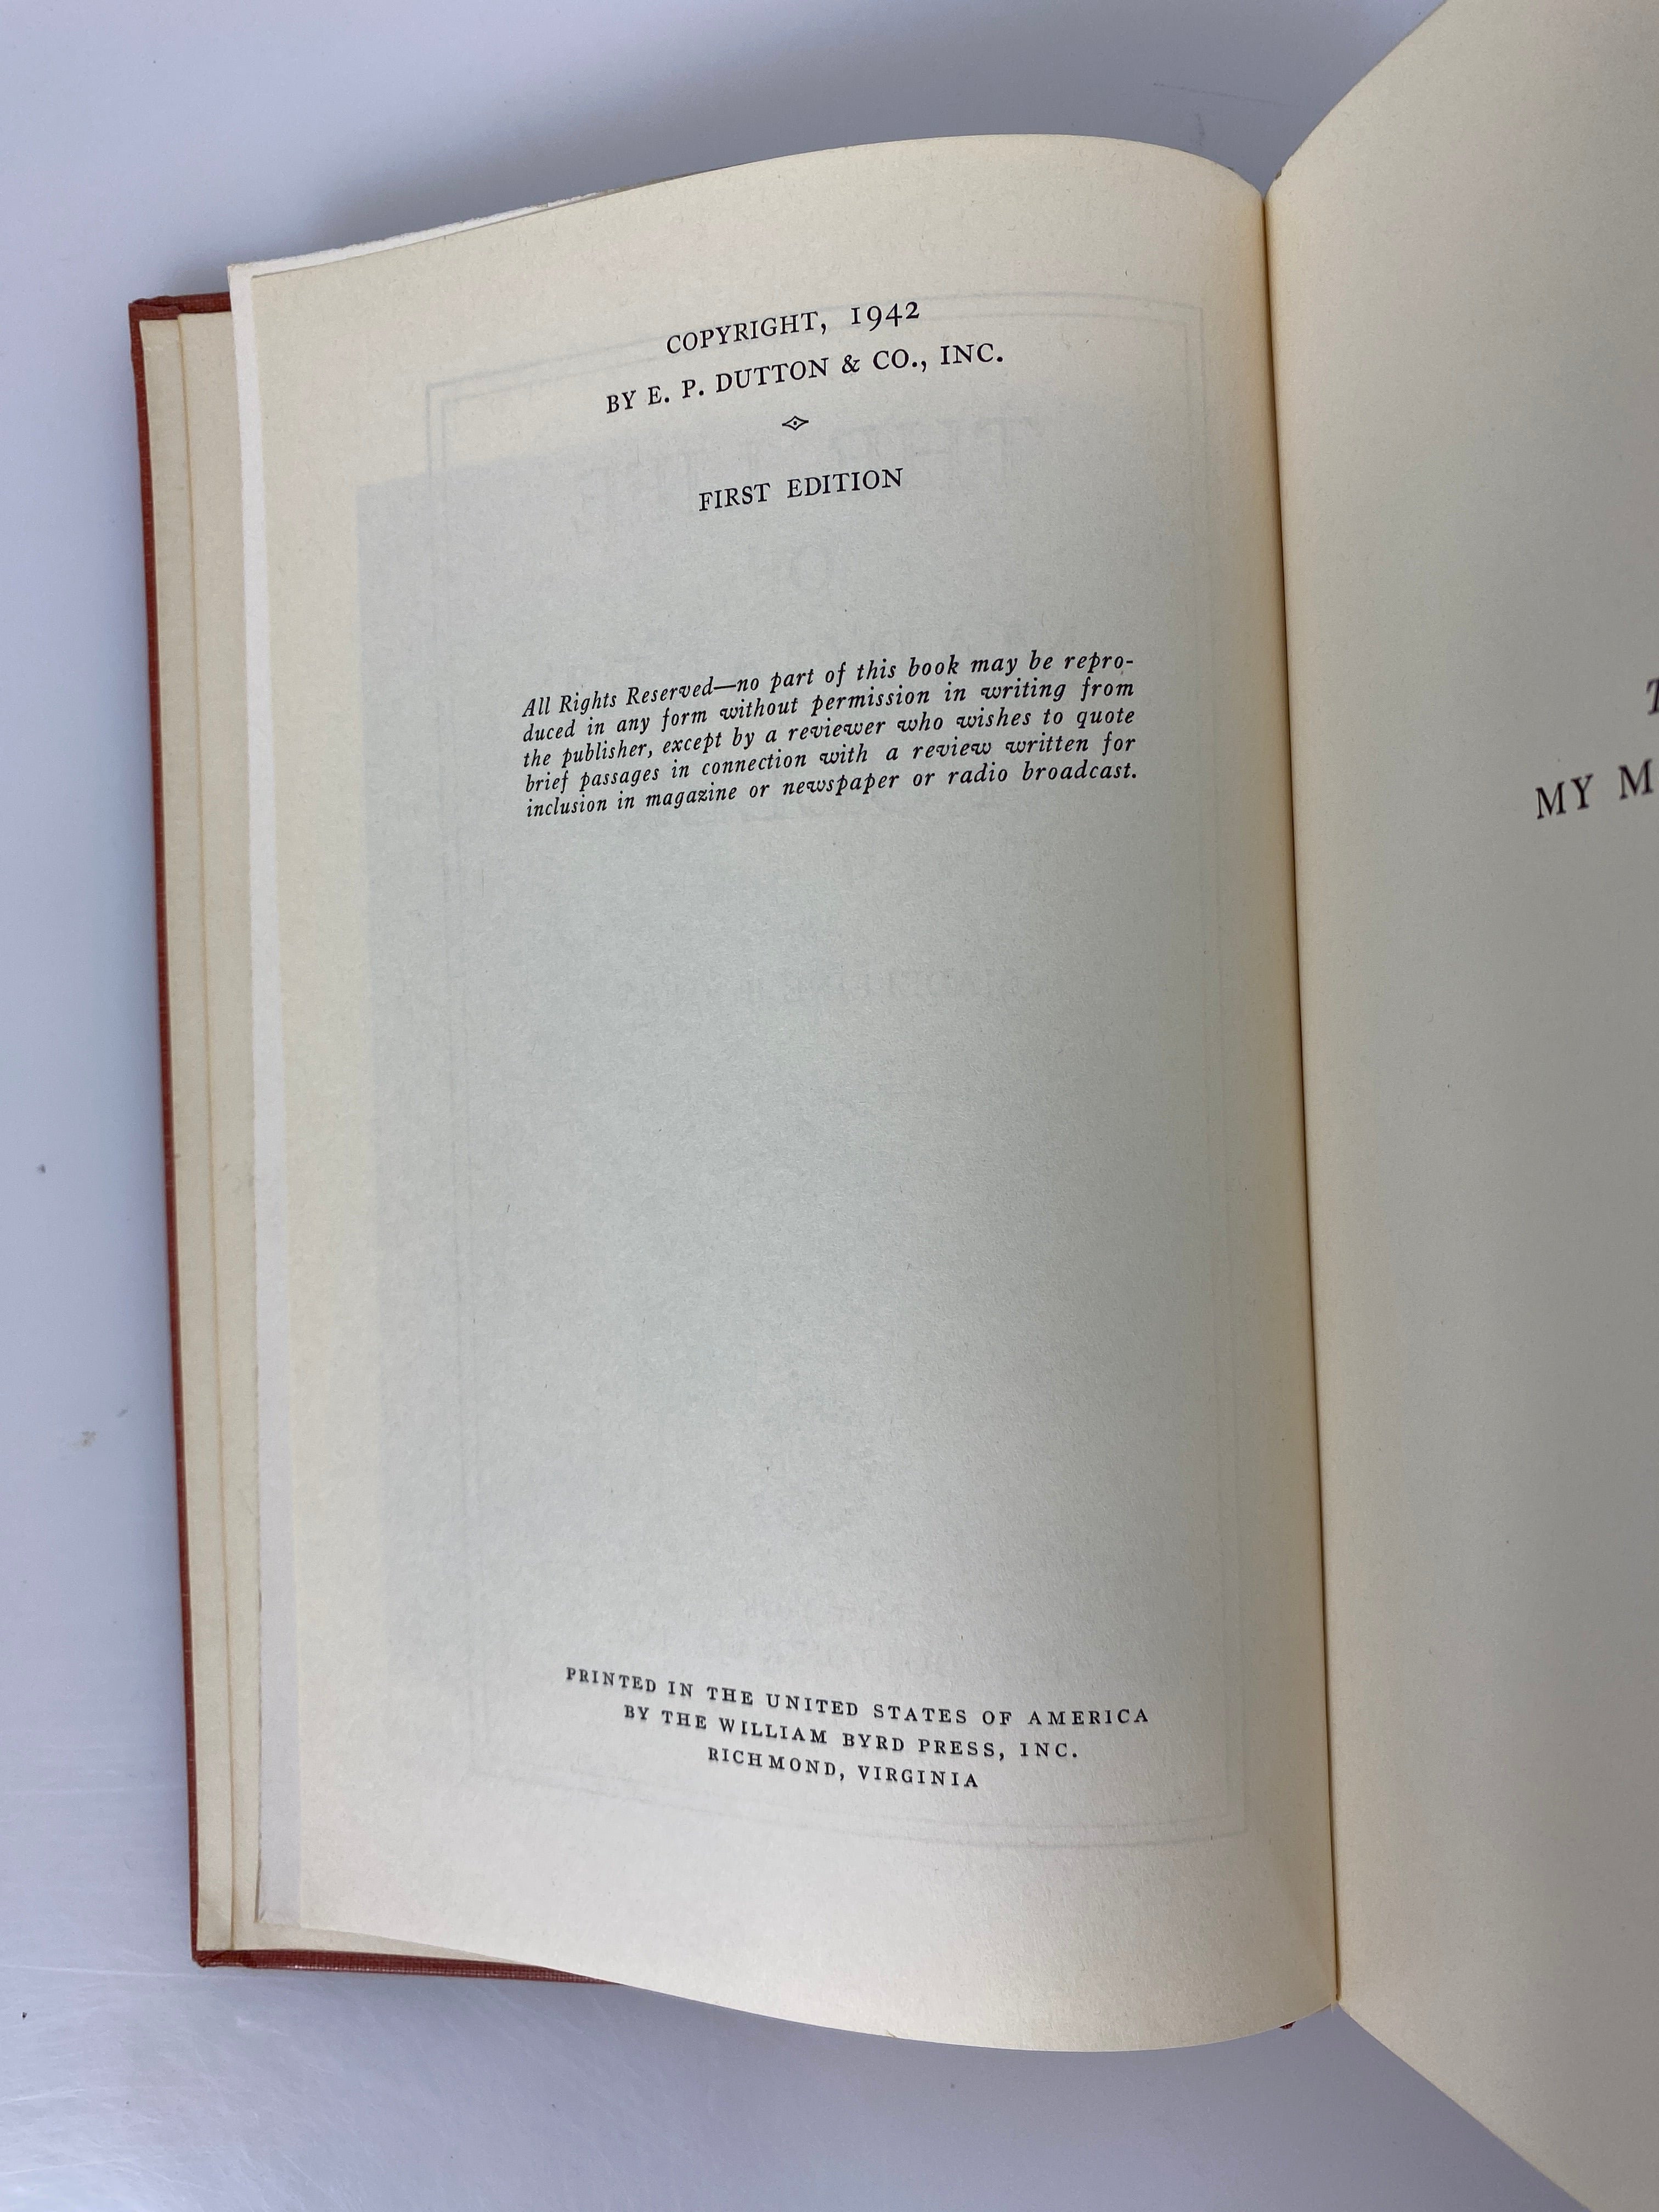 COPYRIGHT, 1942
BY E. P. DUTTON & CO., INC.
FIRST EDITION
All Rights Reserved—no part of this book may be repro-
duced in any form without permission in writing from
the publisher, except by a reviewer who wishes to quote
brief passages in connection with a review written for
inclusion in magazine or newspaper or radio broadcast.
PRINTED IN THE UNITED STATES OF AMERICA
BY THE WILLIAM BYRD PRESS, INC.
RICHMOND, VIRGINIA
MY M